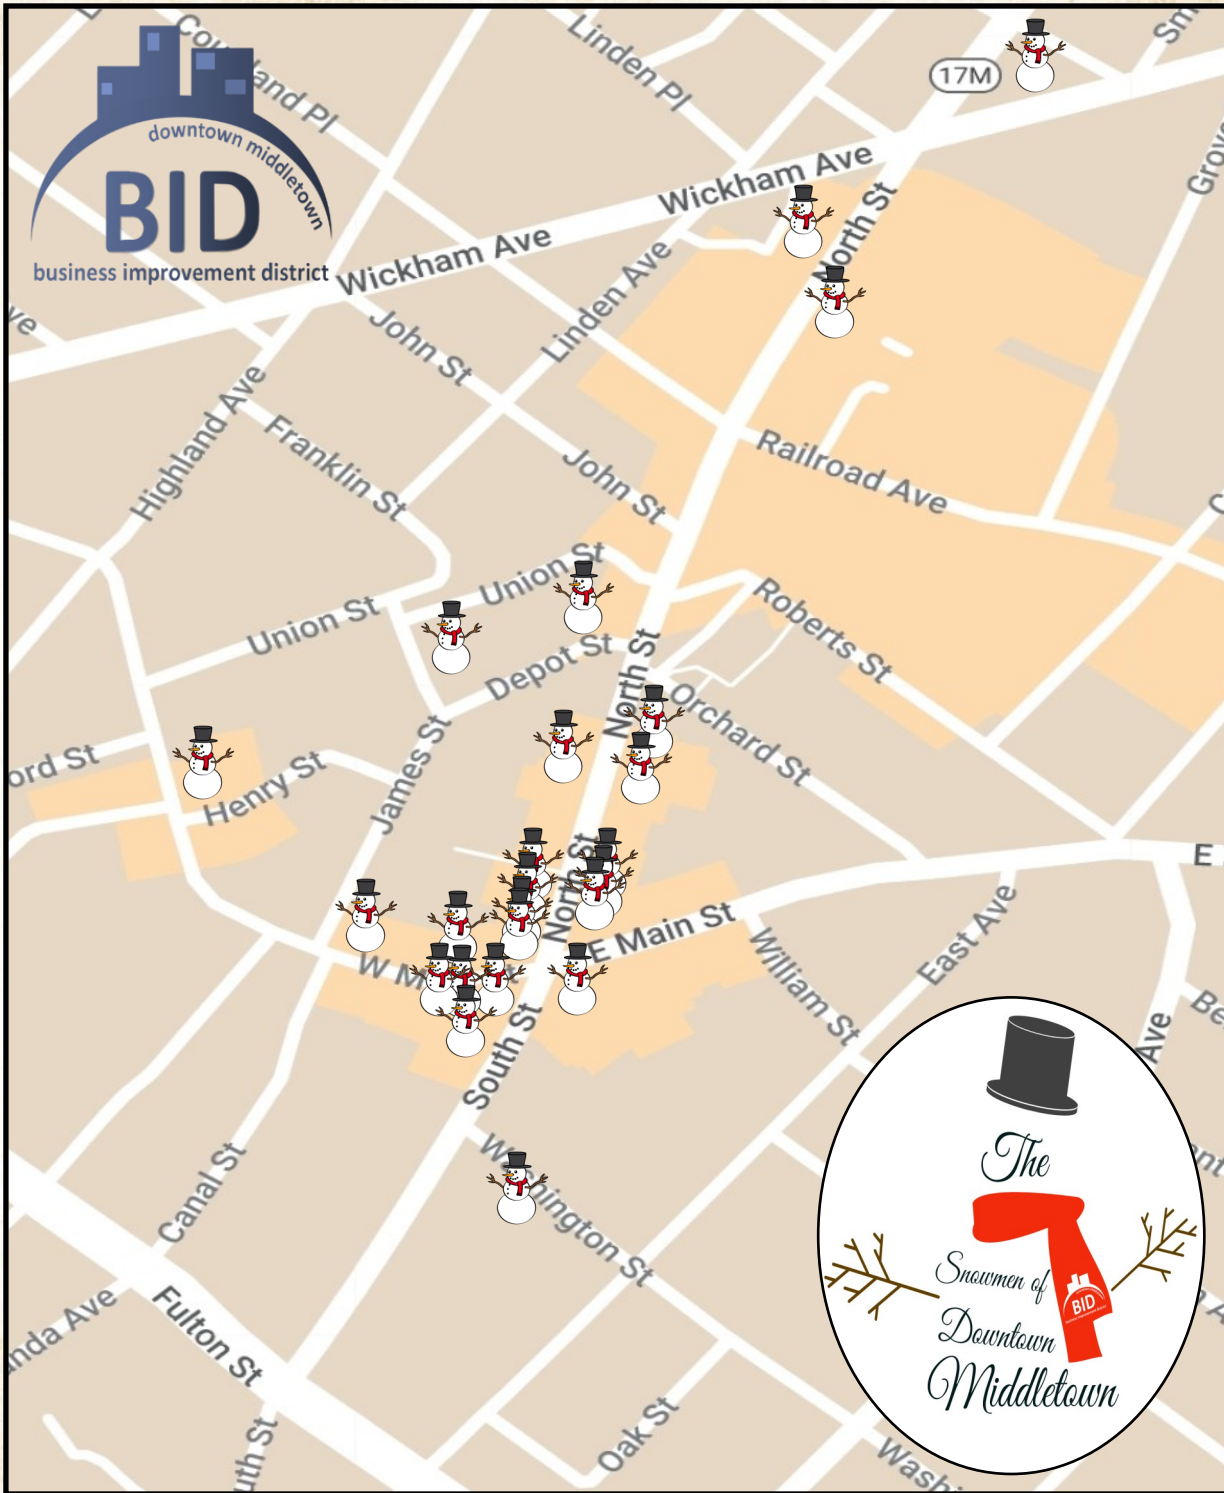 downtown middletown
BID
business improvement district
Linden Pl
17M
Wickham Ave
Wickham Ave
North St
Linden Ave
John St
Highland Ave
Franklin St
John St
Railroad Ave
Union St
Union St
Depot St
Roberts St
North St
Orchard St
James St
Henry St
North St
E Main St
E
East Ave
William St
South St
Washington St
Canal St
Fulton St
Oak St
Ave
The
Snowmen of
BID
Downtown
Middletown